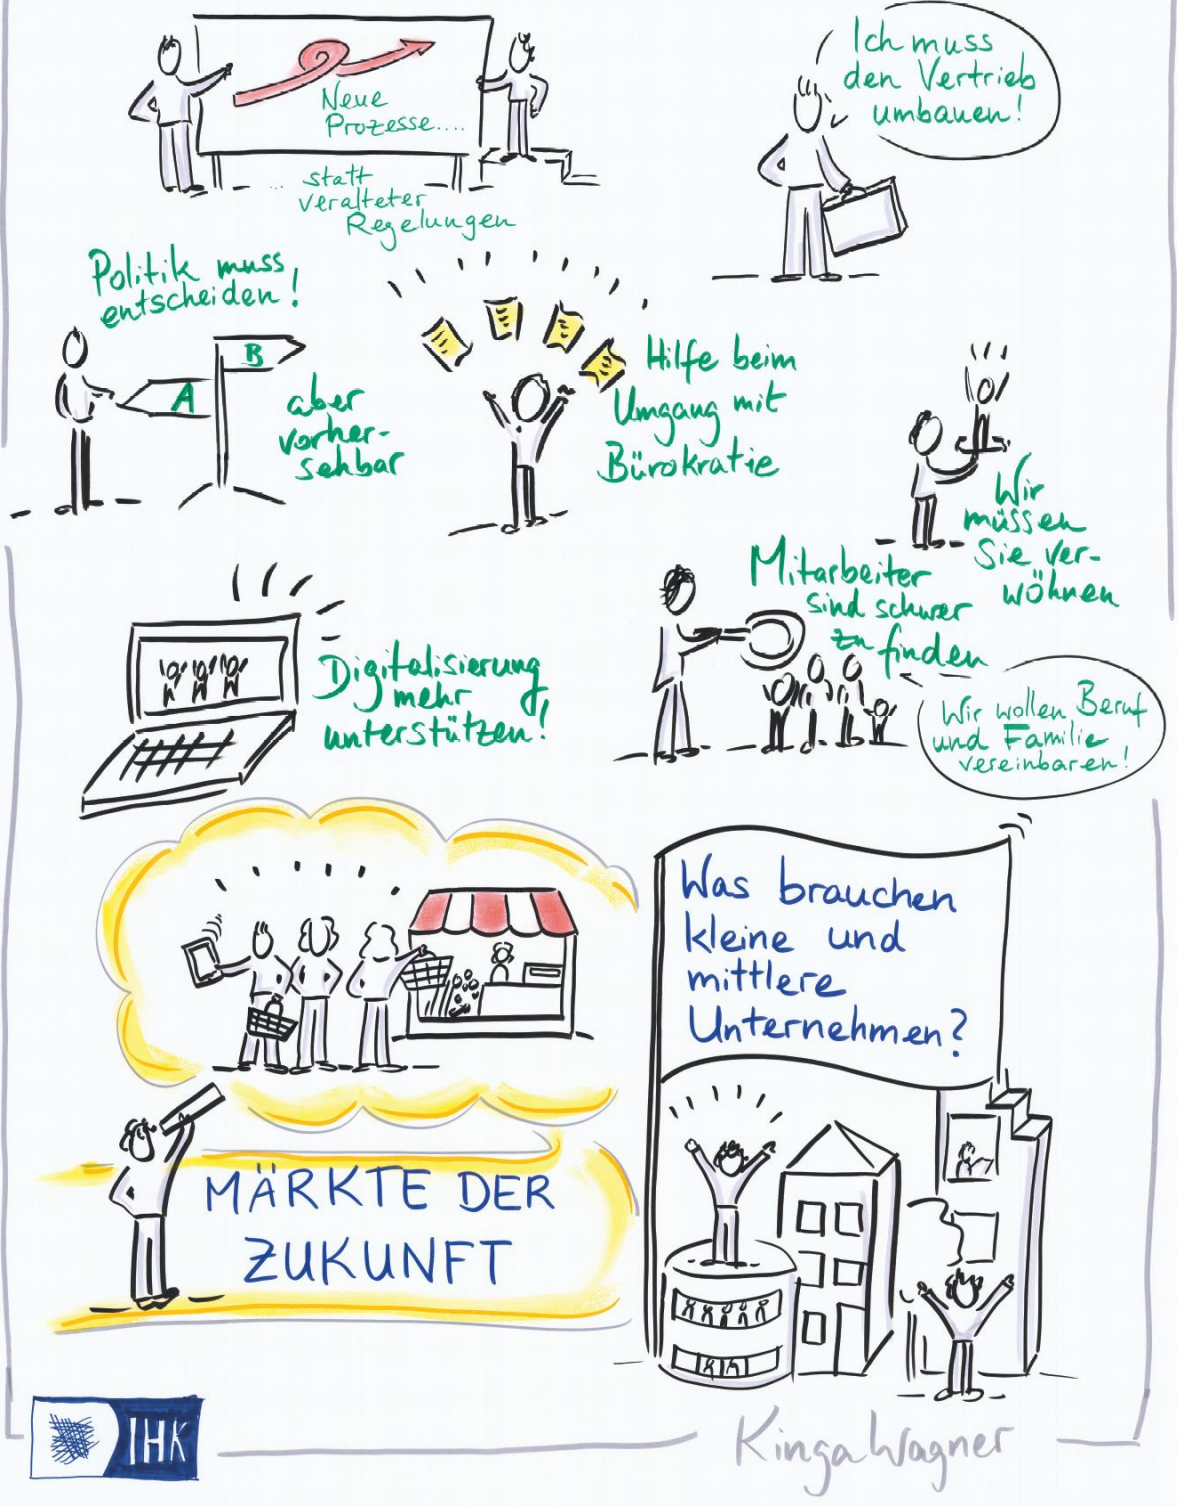 Neue
Prozesse....
... statt
veralteter
Regelungen
Ich muss
den Vertrieb
umbauen!
Politik muss
entscheiden!
B
A
aber
vorher-
sehbar
Hilfe beim
Umgang mit
Bürokratie
Wir
müssen
Sie ver-
wöhnen
Mitarbeiter
sind schwer
zu finden
Wir wollen Beruf
und Familie
vereinbaren!
Digitalisierung
mehr
unterstützen!
Was brauchen
kleine und
mittlere
Unternehmen?
MÄRKTE DER
ZUKUNFT
IHK
Kinga Wagner